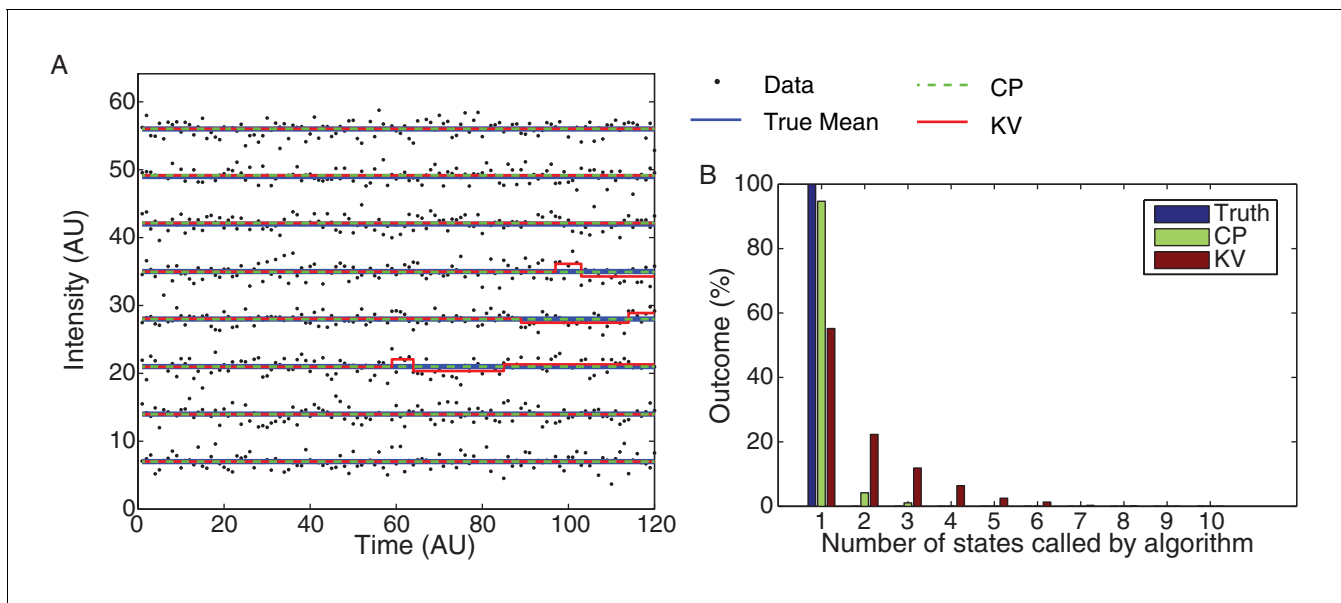 A
60
50
40
30
20
10
0
0 20 40 60 80 100 120
Intensity (AU)
Time (AU)
Data
True Mean
CP
KV
B
100
80
60
40
20
0
1 2 3 4 5 6 7 8 9 10
Outcome (%)
Number of states called by algorithm
Truth
CP
KV